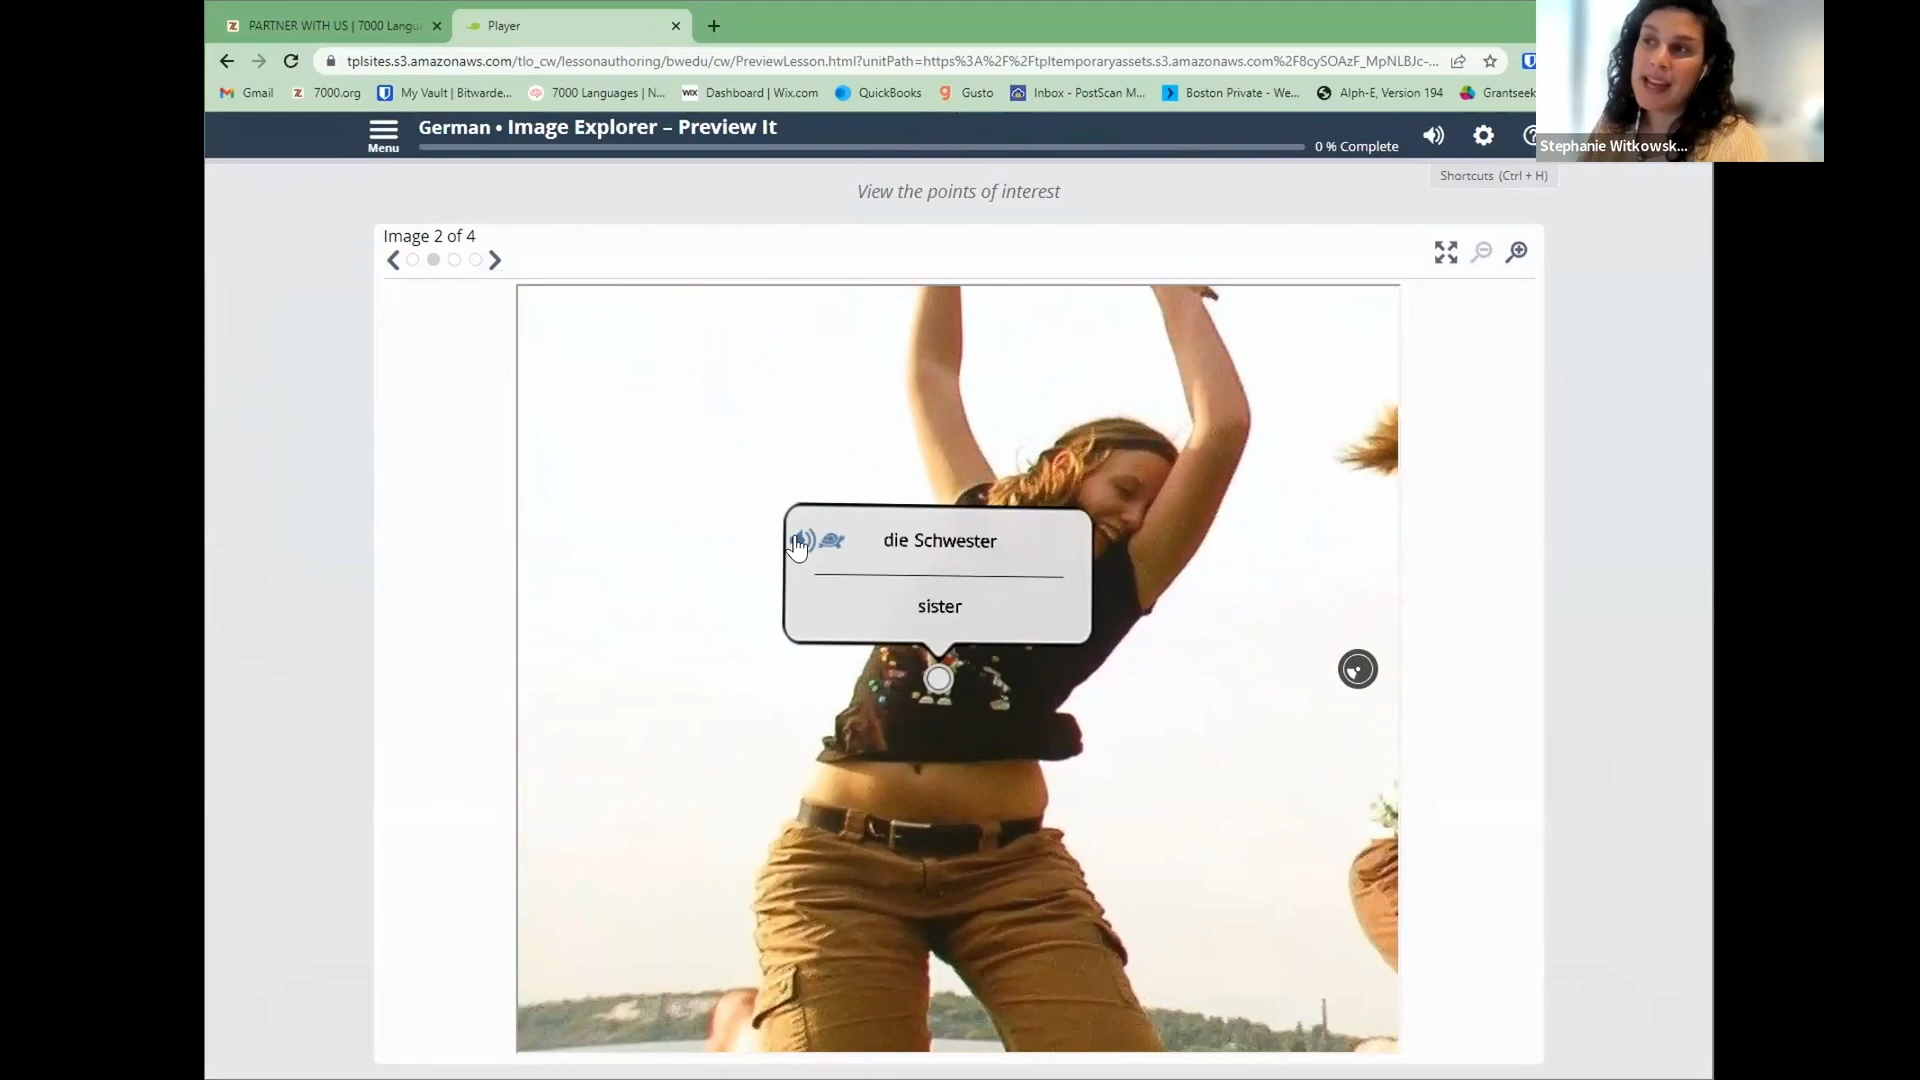 PARTNER WITH US | 7000 Langu
Player
tplsites.s3.amazonaws.com/tlo_cw/lessonauthoring/bwedu/cw/PreviewLesson.html?unitPath=https%3A%2F%2Ftpltemporaryassets.s3.amazonaws.com%2F8cySOAzF_MpNLBJc-...
Gmail 7000.org My Vault | Bitwarde... 7000 Languages | N... WIX Dashboard | Wix.com QuickBooks Gusto Inbox - PostScan M... Boston Private - We... Alph-E, Version 194 Grantseek
German • Image Explorer – Preview It
Menu
0 % Complete
Stephanie Witkowsk...
Shortcuts (Ctrl + H)
View the points of interest
Image 2 of 4
die Schwester
sister